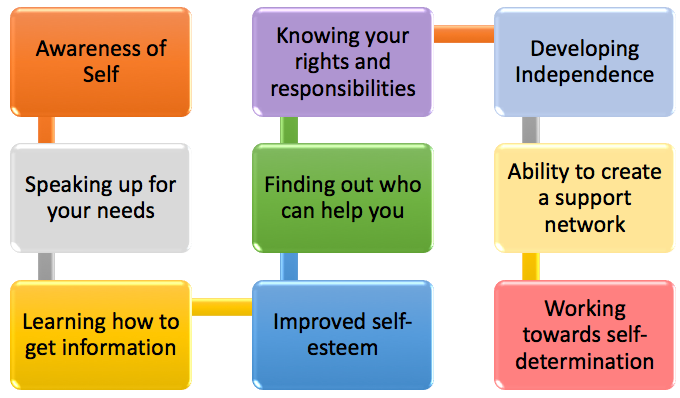 Awareness of
Self
Speaking up for
your needs
Learning how to
get information
Improved self-
esteem
Finding out who
can help you
Knowing your
rights and
responsibilities
Developing
Independence
Ability to create
a support
network
Working
towards self-
determination